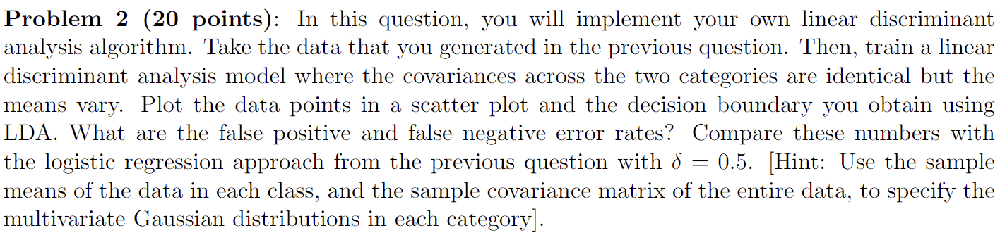 Problem 2 (20 points): In this question, you will implement your own linear discriminant
analysis algorithm. Take the data that you generated in the previous question. Then, train a linear
discriminant analysis model where the covariances across the two categories are identical but the
means vary. Plot the data points in a scatter plot and the decision boundary you obtain using
LDA. What are the false positive and false negative error rates? Compare these numbers with
the logistic regression approach from the previous question with δ = 0.5. [Hint: Use the sample
means of the data in each class, and the sample covariance matrix of the entire data, to specify the
multivariate Gaussian distributions in each category].